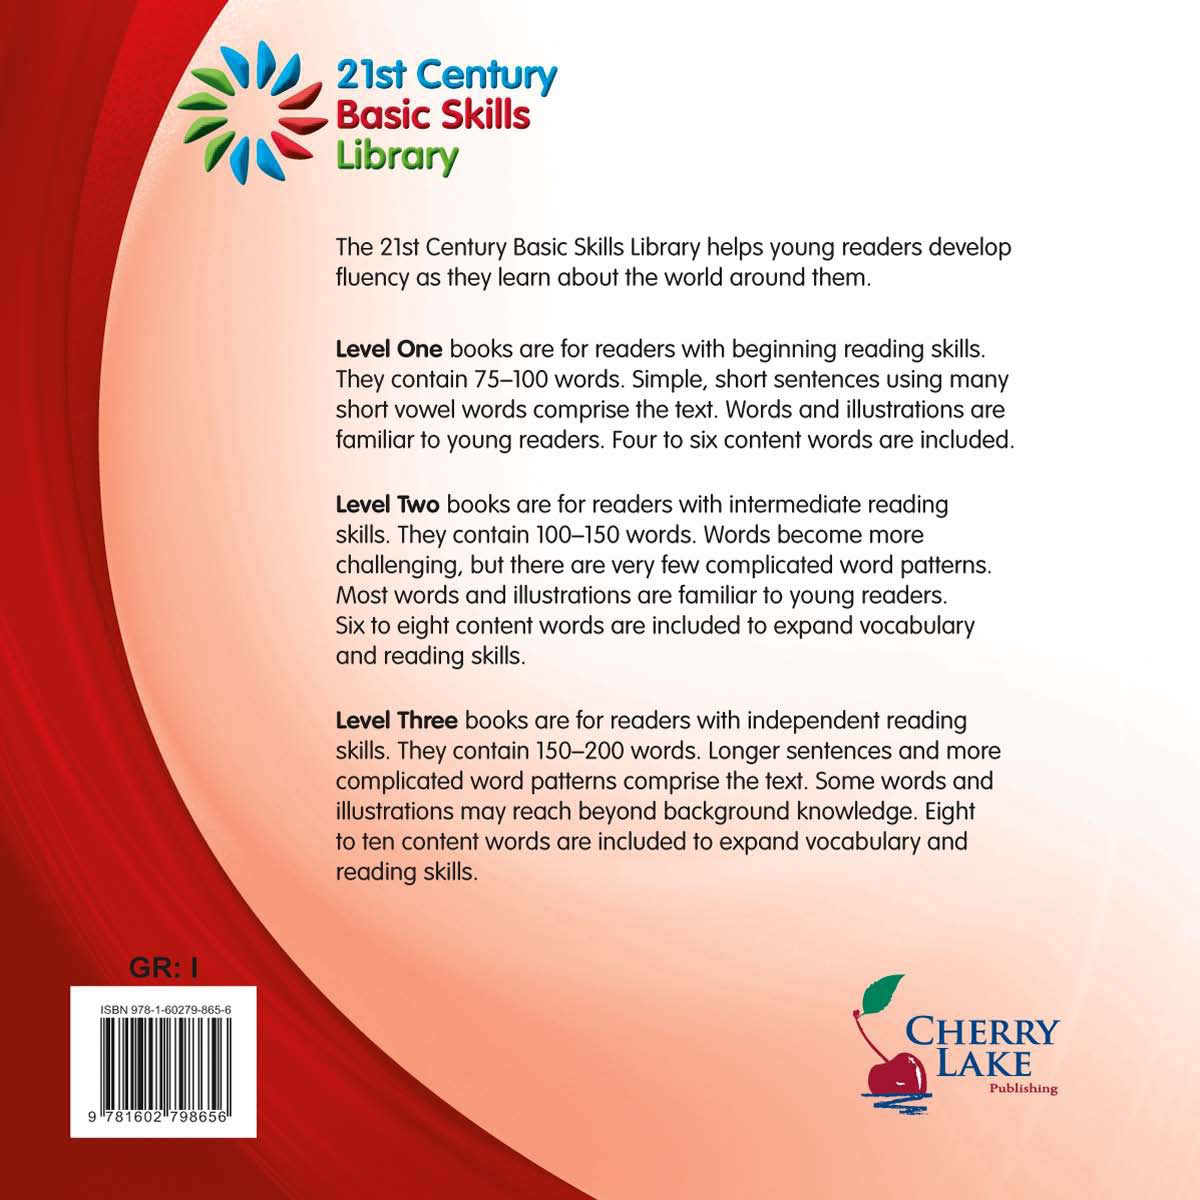 21st Century
Basic Skills
Library
The 21st Century Basic Skills Library helps young readers develop
fluency as they learn about the world around them.
Level One books are for readers with beginning reading skills.
They contain 75–100 words. Simple, short sentences using many
short vowel words comprise the text. Words and illustrations are
familiar to young readers. Four to six content words are included.
Level Two books are for readers with intermediate reading
skills. They contain 100–150 words. Words become more
challenging, but there are very few complicated word patterns.
Most words and illustrations are familiar to young readers.
Six to eight content words are included to expand vocabulary
and reading skills.
Level Three books are for readers with independent reading
skills. They contain 150–200 words. Longer sentences and more
complicated word patterns comprise the text. Some words and
illustrations may reach beyond background knowledge. Eight
to ten content words are included to expand vocabulary and
reading skills.
GR: I
ISBN 978-1-60279-865-6
9 781602 798656
CHERRY
LAKE
Publishing